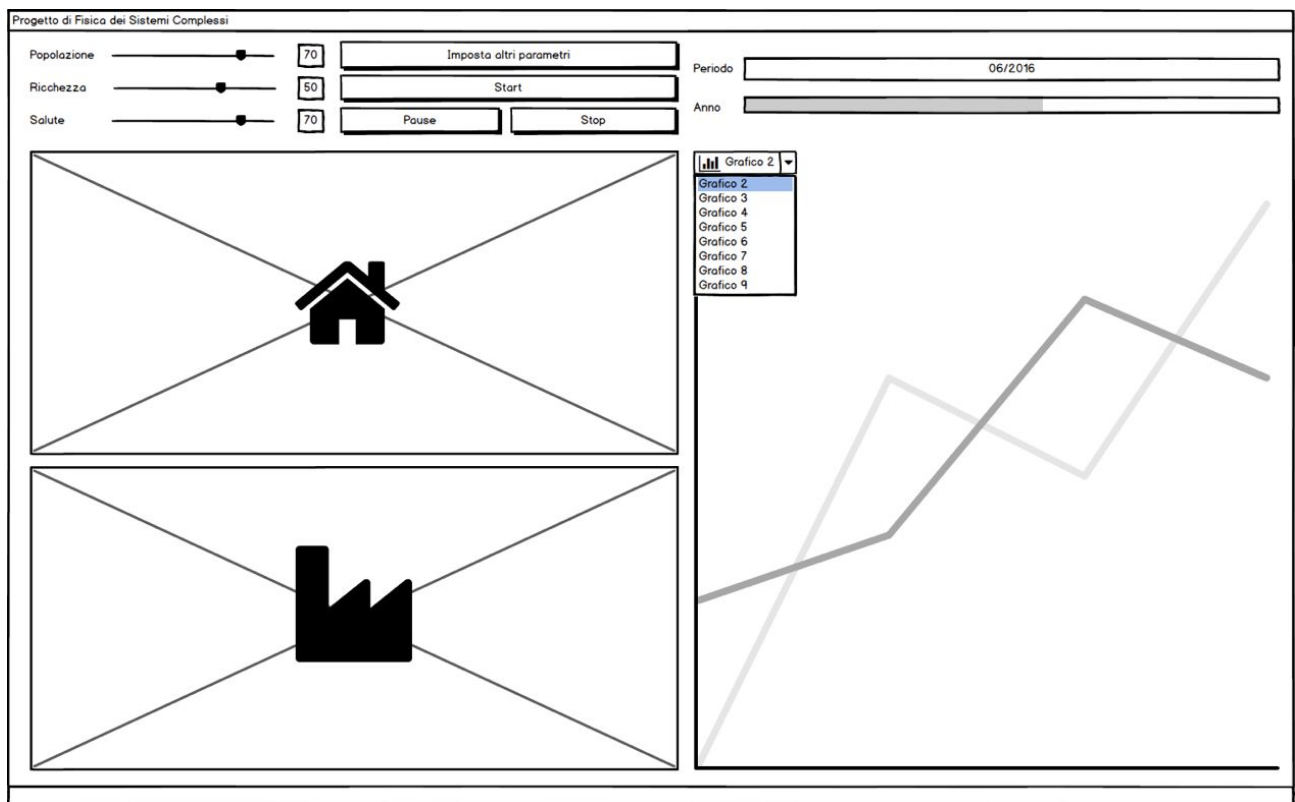 Progetto di Fisica dei Sistemi Complessi
Popolazione 70 Imposta altri parametri
Ricchezza 50 Start
Salute 70 Pause Stop
Periodo 06/2016
Anno
Grafico 2
Grafico 2
Grafico 3
Grafico 4
Grafico 5
Grafico 6
Grafico 7
Grafico 8
Grafico 9